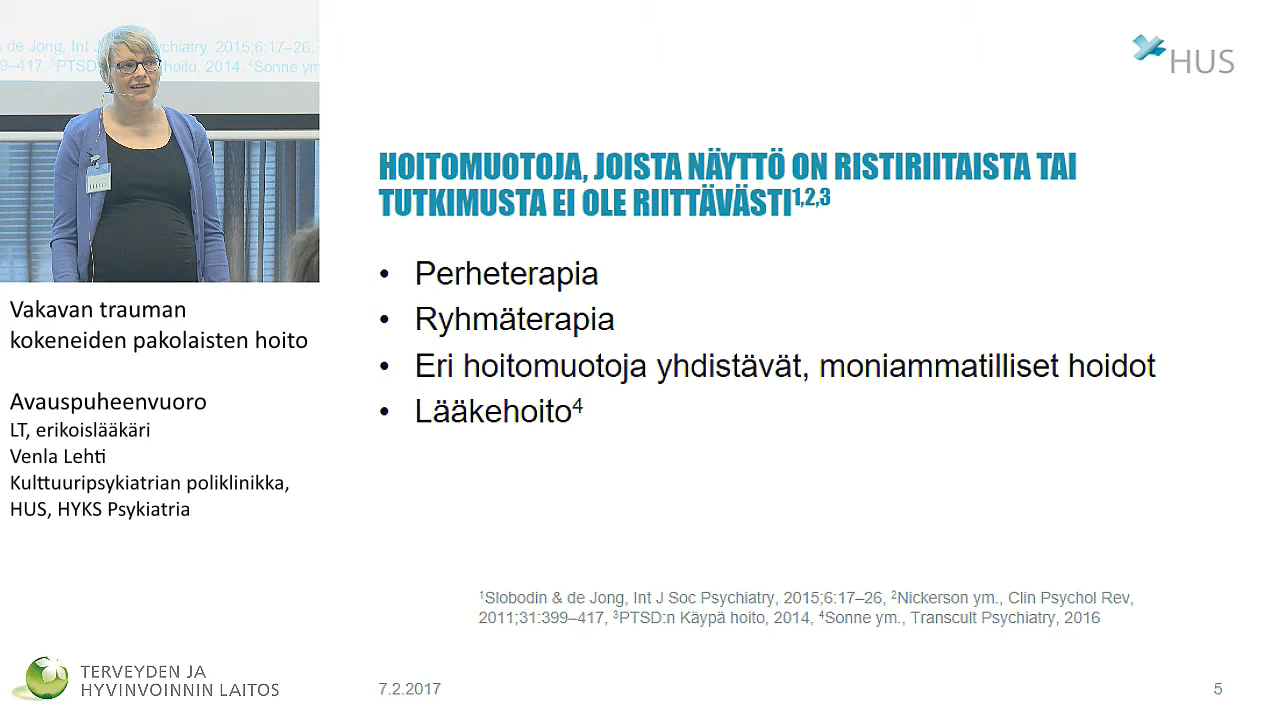 de Jong, Int J
ychiatry, 2015;6:17–26,
9–417, ³PTSD:
hoito, 2014, ⁴Sonne ym
Vakavan trauman
kokeneiden pakolaisten hoito
Avauspuheenvuoro
LT, erikoislääkäri
Venla Lehti
Kulttuuripsykiatrian poliklinikka,
HUS, HYKS Psykiatria
TERVEYDEN JA
HYVINVOINNIN LAITOS
HUS
HOITOMUOTOJA, JOISTA NÄYTTÖ ON RISTIRIITAISTA TAI
TUTKIMUSTA EI OLE RIITTÄVÄSTI¹,²,³
• Perheterapia
• Ryhmäterapia
• Eri hoitomuotoja yhdistävät, moniammatilliset hoidot
• Lääkehoito⁴
¹Slobodin & de Jong, Int J Soc Psychiatry, 2015;6:17–26, ²Nickerson ym., Clin Psychol Rev,
2011;31:399–417, ³PTSD:n Käypä hoito, 2014, ⁴Sonne ym., Transcult Psychiatry, 2016
7.2.2017
5